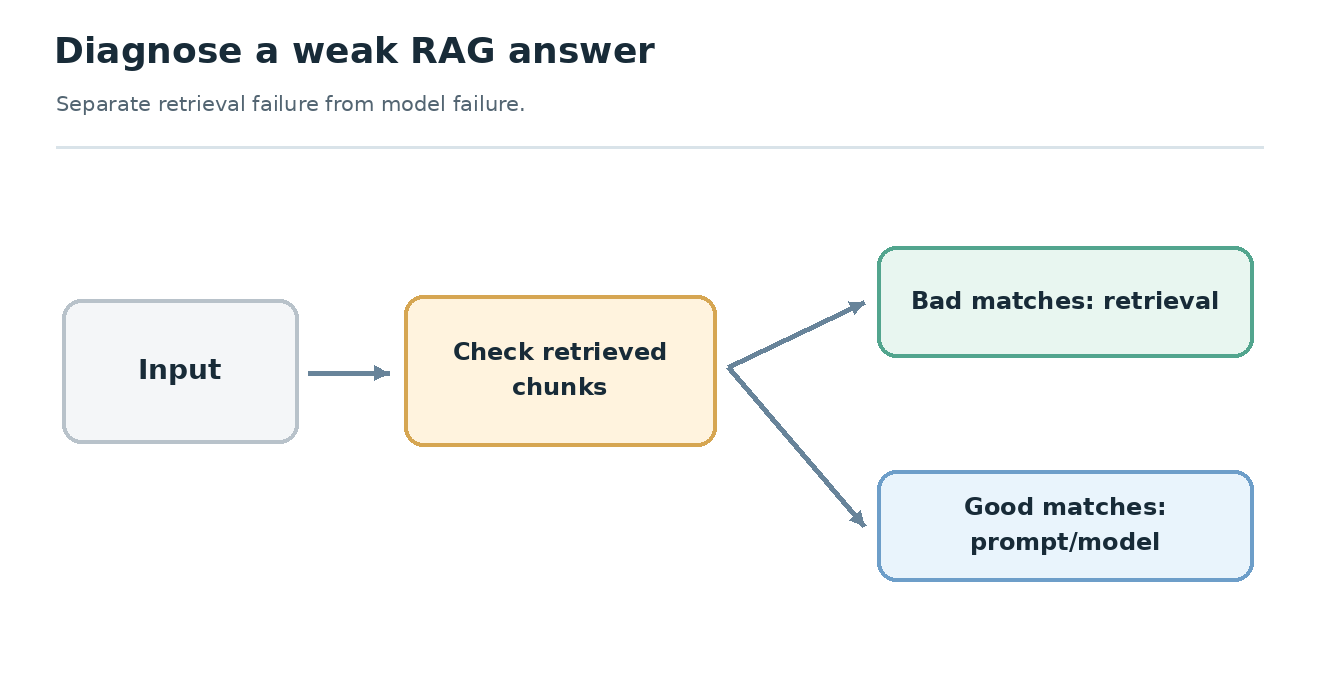 Diagnose a weak RAG answer
Separate retrieval failure from model failure.
Input
Check retrieved
chunks
Bad matches: retrieval
Good matches:
prompt/model